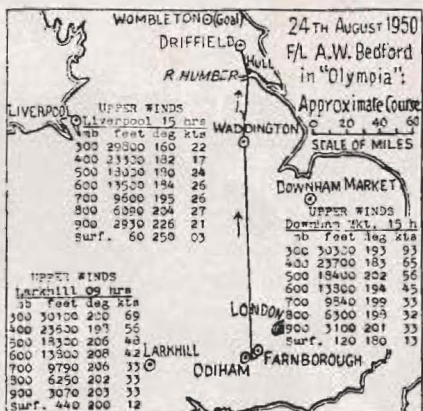 WOMBLETON (Goal)
DRIFFIELD
HULL
R. HUMBER
24TH AUGUST 1950
F/L A.W. BEDFORD
in "OLYMPIA":
Approximate Course
0 20 40 60
SCALE OF MILES
LIVERPOOL
UPPER WINDS
Liverpool 15 hrs
mb feet deg kts
300 29800 160 22
400 23300 182 17
500 190 24
600 13500 194 26
700 9600 195 26
800 6090 204 27
900 2930 226 21
Surf. 60 250 03
WADDINGTON
DOWNHAM MARKET
UPPER WINDS
Downham Mkt. 15 h
mb feet deg kts
300 30300 193 93
400 23700 183 65
500 18400 202 56
600 13800 194 45
700 9840 199 33
800 6300 198 32
900 3100 201 33
Surf. 120 180 13
UPPER WINDS
Larkhill 09 hrs
mb feet deg kts
300 30100 200 69
400 23600 193 56
500 18300 206
600 13800 208 42
700 9790 206 33
800 6250 202 33
900 3070 203 33
Surf. 440 200 12
LONDON
LARKHILL
ODIHAM
FARNBOROUGH